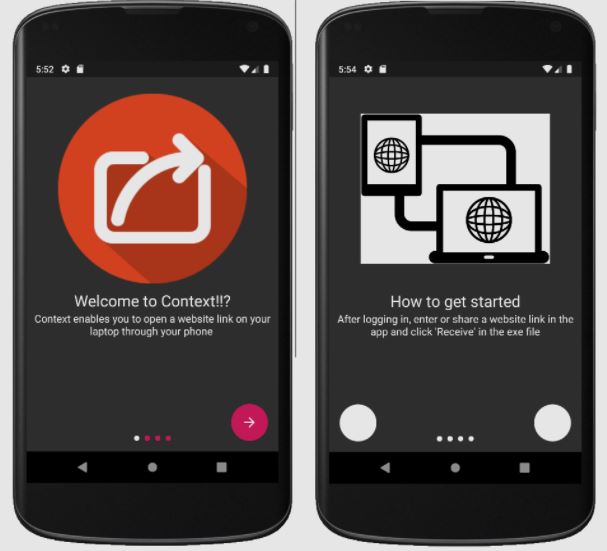 5:52
Welcome to Context!!?
Context enables you to open a website link on your
laptop through your phone
5:54
How to get started
After logging in, enter or share a website link in the
app and click 'Receive' in the exe file